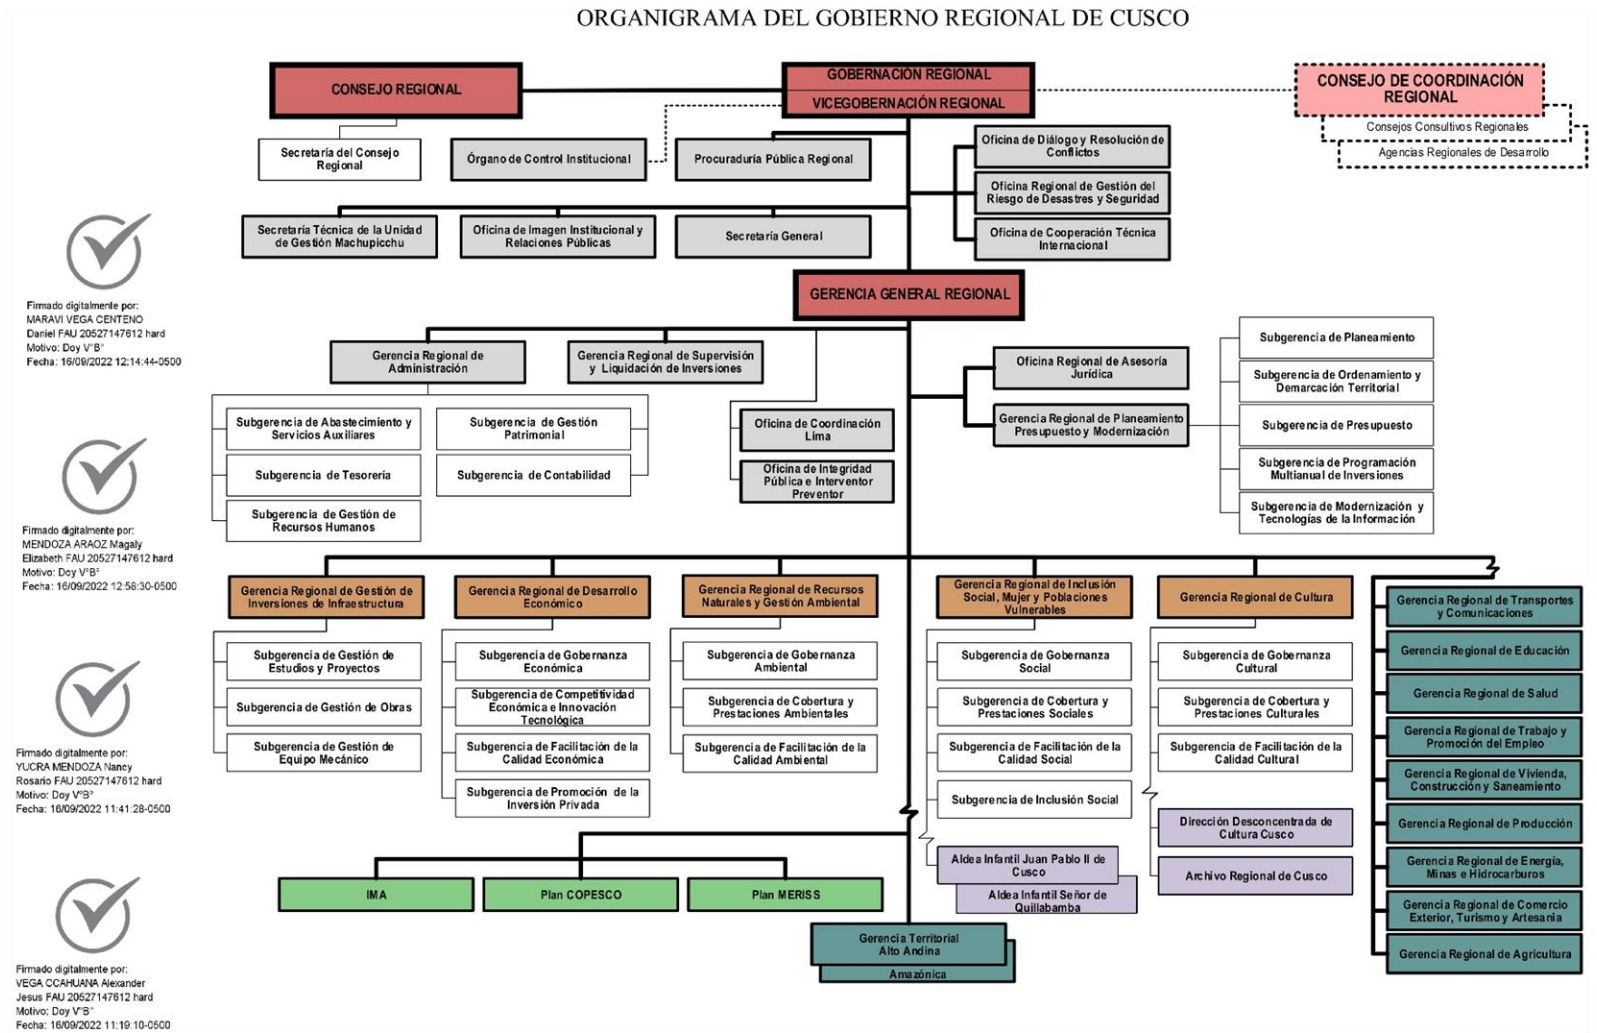 ORGANIGRAMA DEL GOBIERNO REGIONAL DE CUSCO
CONSEJO REGIONAL
GOBERNACIÓN REGIONAL
VICEGOBERNACIÓN REGIONAL
CONSEJO DE COORDINACIÓN
REGIONAL
Consejos Consultivos Regionales
Agencias Regionales de Desarrollo
Secretaría del Consejo
Regional
Órgano de Control Institucional
Procuraduría Pública Regional
Oficina de Diálogo y Resolución de
Conflictos
Oficina Regional de Gestión del
Riesgo de Desastres y Seguridad
Oficina de Cooperación Técnica
Internacional
Secretaría Técnica de la Unidad
de Gestión Machupicchu
Oficina de Imagen Institucional y
Relaciones Públicas
Secretaría General
GERENCIA GENERAL REGIONAL
Firmado digitalmente por:
MARAVI VEGA CENTENO
Daniel FAU 20527147612 hard
Motivo: Doy V°B°
Fecha: 16/09/2022 12:14:44-0500
Gerencia Regional de
Administración
Gerencia Regional de Supervisión
y Liquidación de Inversiones
Oficina Regional de Asesoría
Jurídica
Gerencia Regional de Planeamiento
Presupuesto y Modernización
Subgerencia de Planeamiento
Subgerencia de Ordenamiento y
Demarcación Territorial
Subgerencia de Presupuesto
Subgerencia de Programación
Multianual de Inversiones
Subgerencia de Modernización y
Tecnologías de la Información
Subgerencia de Abastecimiento y
Servicios Auxiliares
Subgerencia de Tesorería
Subgerencia de Gestión de
Recursos Humanos
Subgerencia de Gestión
Patrimonial
Subgerencia de Contabilidad
Oficina de Coordinación
Lima
Oficina de Integridad
Pública e Interventor
Preventor
Firmado digitalmente por:
MENDOZA ARAOZ Magaly
Elizabeth FAU 20527147612 hard
Motivo: Doy V°B°
Fecha: 16/09/2022 12:58:30-0500
Gerencia Regional de Gestión de
Inversiones de Infraestructura
Subgerencia de Gestión de
Estudios y Proyectos
Subgerencia de Gestión de Obras
Subgerencia de Gestión de
Equipo Mecánico
Gerencia Regional de Desarrollo
Económico
Subgerencia de Gobernanza
Económica
Subgerencia de Competitividad
Económica e Innovación
Tecnológica
Subgerencia de Facilitación de la
Calidad Económica
Subgerencia de Promoción de la
Inversión Privada
Gerencia Regional de Recursos
Naturales y Gestión Ambiental
Subgerencia de Gobernanza
Ambiental
Subgerencia de Cobertura y
Prestaciones Ambientales
Subgerencia de Facilitación de la
Calidad Ambiental
Gerencia Regional de Inclusión
Social, Mujer y Poblaciones
Vulnerables
Subgerencia de Gobernanza
Social
Subgerencia de Cobertura y
Prestaciones Sociales
Subgerencia de Facilitación de la
Calidad Social
Subgerencia de Inclusión Social
Aldea Infantil Juan Pablo II de
Cusco
Aldea Infantil Señor de
Quillabamba
Gerencia Regional de Cultura
Subgerencia de Gobernanza
Cultural
Subgerencia de Cobertura y
Prestaciones Culturales
Subgerencia de Facilitación de la
Calidad Cultural
Dirección Desconcentrada de
Cultura Cusco
Archivo Regional de Cusco
Gerencia Regional de Transportes
y Comunicaciones
Gerencia Regional de Educación
Gerencia Regional de Salud
Gerencia Regional de Trabajo y
Promoción del Empleo
Gerencia Regional de Vivienda,
Construcción y Saneamiento
Gerencia Regional de Producción
Gerencia Regional de Energía,
Minas e Hidrocarburos
Gerencia Regional de Comercio
Exterior, Turismo y Artesania
Gerencia Regional de Agricultura
Firmado digitalmente por:
YUCRA MENDOZA Nancy
Rosario FAU 20527147612 hard
Motivo: Doy V°B°
Fecha: 16/09/2022 11:41:28-0500
IMA
Plan COPESCO
Plan MERISS
Gerencia Territorial
Alto Andina
Amazónica
Firmado digitalmente por:
VEGA CCAHUANA Alexander
Jesus FAU 20527147612 hard
Motivo: Doy V°B°
Fecha: 16/09/2022 11:19:10-0500